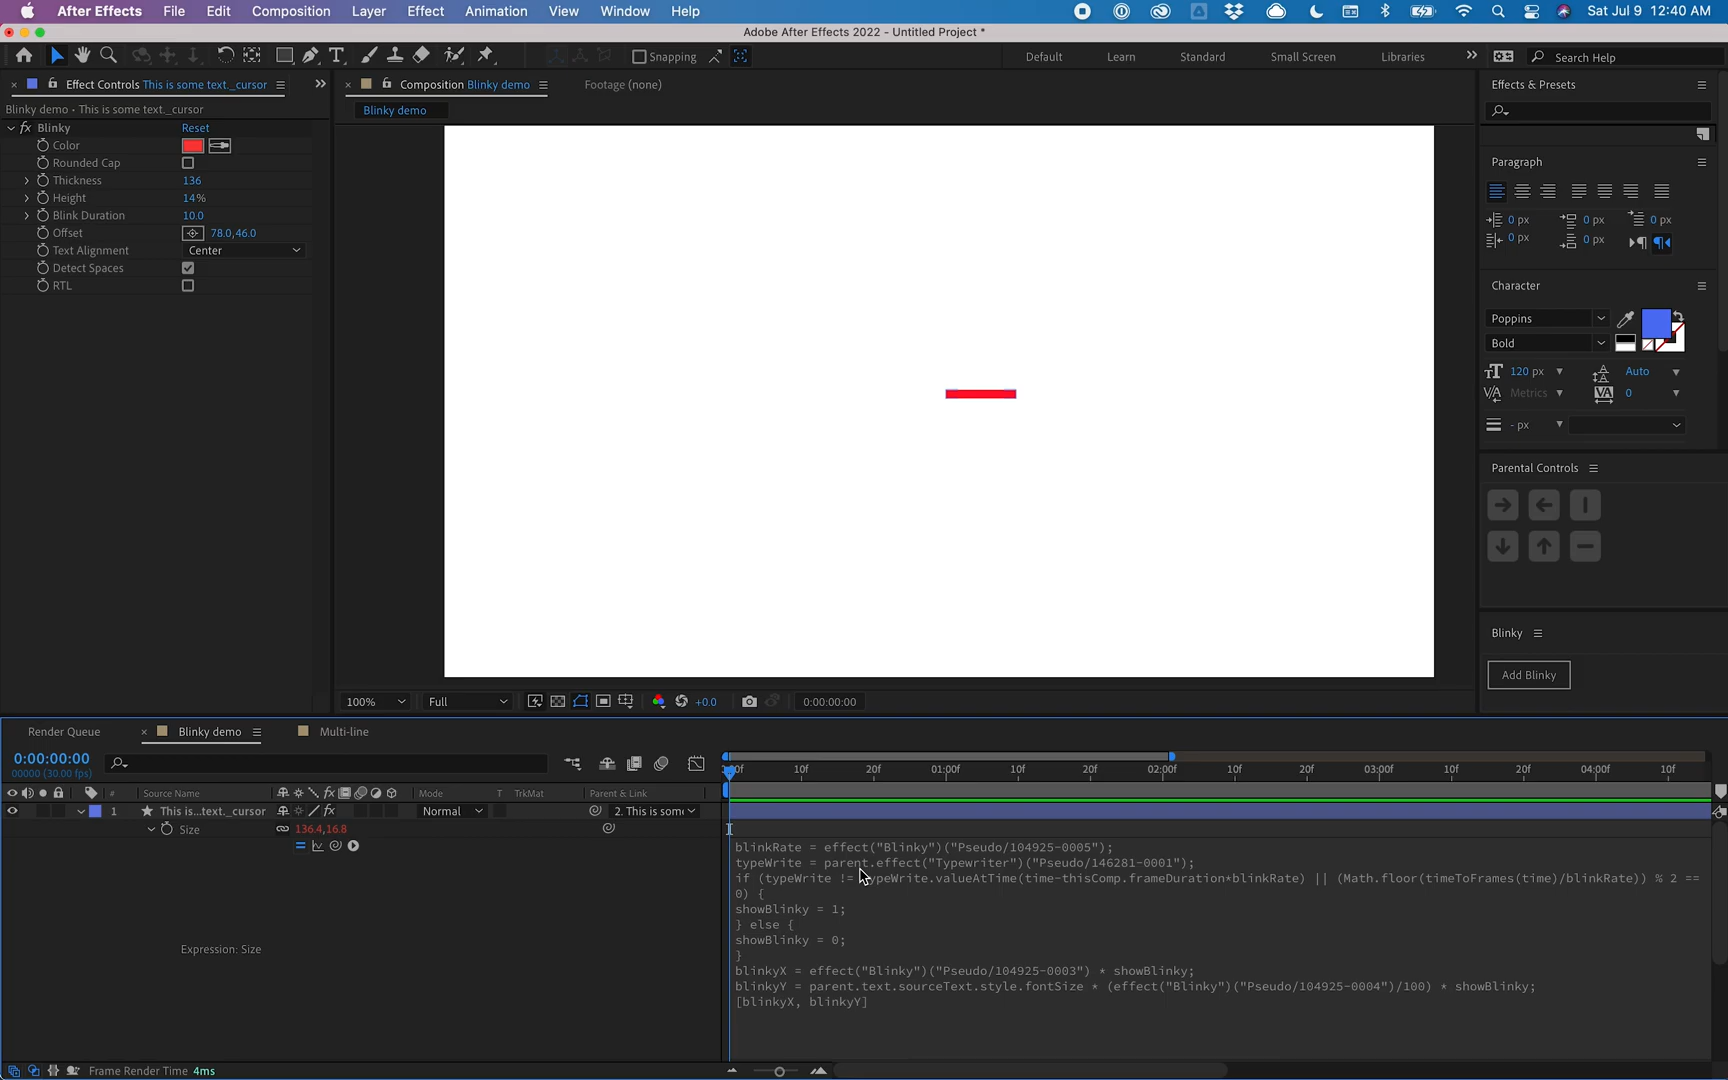 After Effects File Edit Composition Layer Effect Animation View Window Help Sat Jul 9 12:40 AM
Adobe After Effects 2022 - Untitled Project *
Snapping Default Learn Standard Small Screen Libraries Search Help
Effect Controls This is some text._cursor
Composition Blinky demo
Footage (none)
Effects & Presets
Blinky demo • This is some text._cursor
Blinky demo
fx Blinky Reset
Color
Rounded Cap
Thickness 136
Height 14%
Blink Duration 10.0
Offset 78.0,46.0
Text Alignment Center
Detect Spaces
RTL
Paragraph
0 px 0 px 0 px
0 px 0 px
Character
Poppins
Bold
120 px Auto
Metrics 0
- px
Parental Controls
Blinky
Add Blinky
100% Full +0.0 0:00:00:00
Render Queue Blinky demo Multi-line
0:00:00:00
00000 (30.00 fps)
10f 20f 01:00f 10f 20f 02:00f 10f 20f 03:00f 10f 20f 04:00f 10f
# Source Name Mode T TrkMat Parent & Link
1 This is...text._cursor Normal 2. This is some
Size 136.4,16.8
Expression: Size
blinkRate = effect("Blinky")("Pseudo/104925-0005");
typeWrite = parent.effect("Typewriter")("Pseudo/146281-0001");
if (typeWrite != typeWrite.valueAtTime(time-thisComp.frameDuration*blinkRate) || (Math.floor(timeToFrames(time)/blinkRate)) % 2 ==
0) {
showBlinky = 1;
} else {
showBlinky = 0;
}
blinkyX = effect("Blinky")("Pseudo/104925-0003") * showBlinky;
blinkyY = parent.text.sourceText.style.fontSize * (effect("Blinky")("Pseudo/104925-0004")/100) * showBlinky;
[blinkyX, blinkyY]
Frame Render Time 4ms